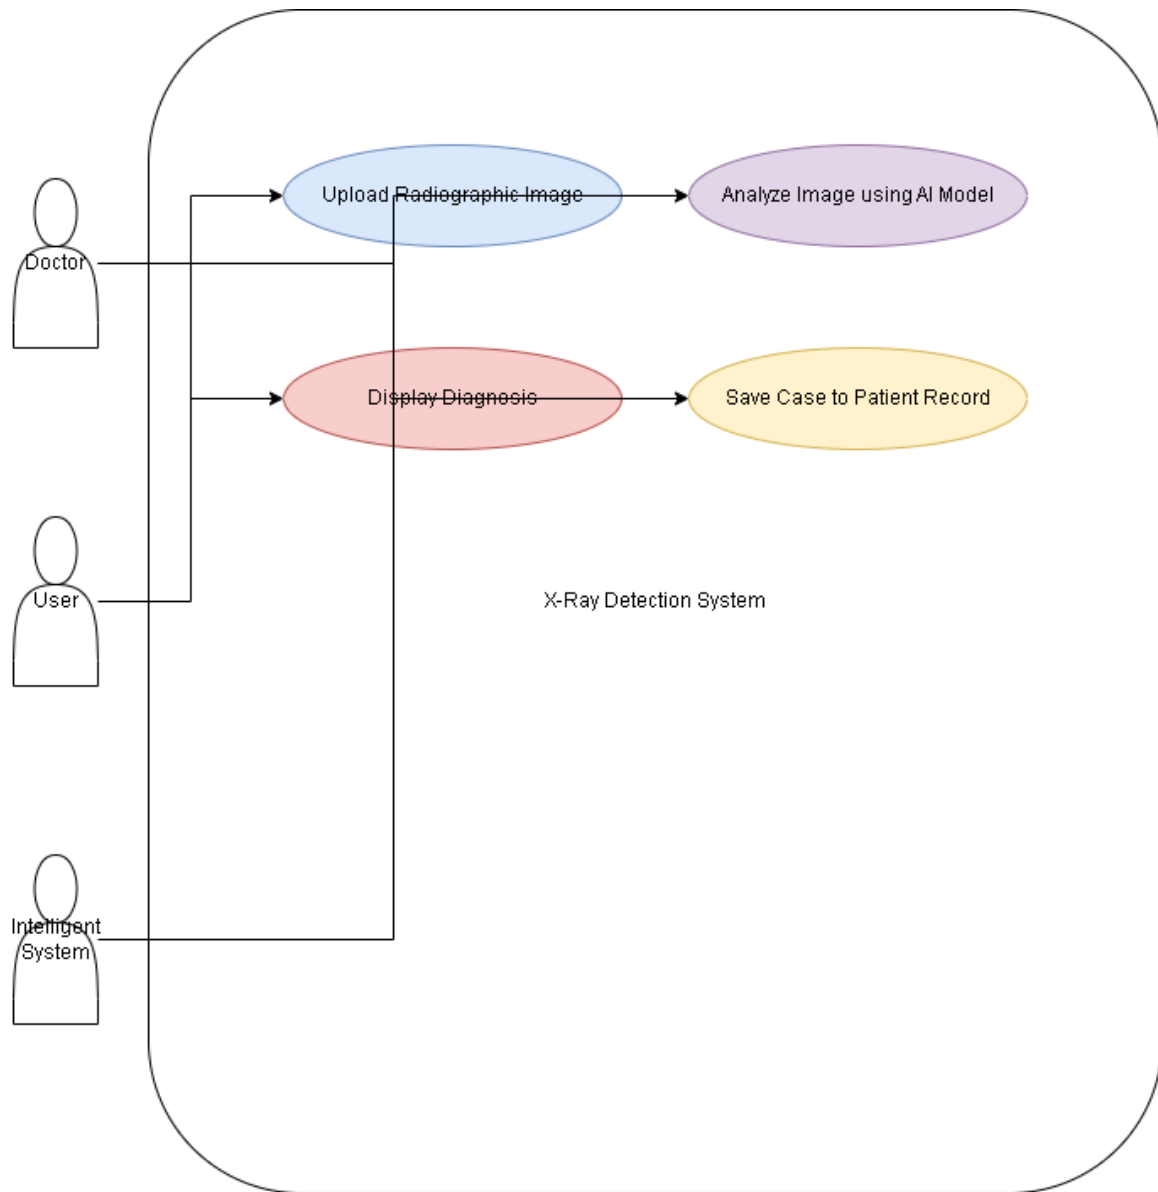 Upload Radiographic Image
Analyze Image using AI Model
Doctor
Display Diagnosis
Save Case to Patient Record
User
X-Ray Detection System
Intelligent
System